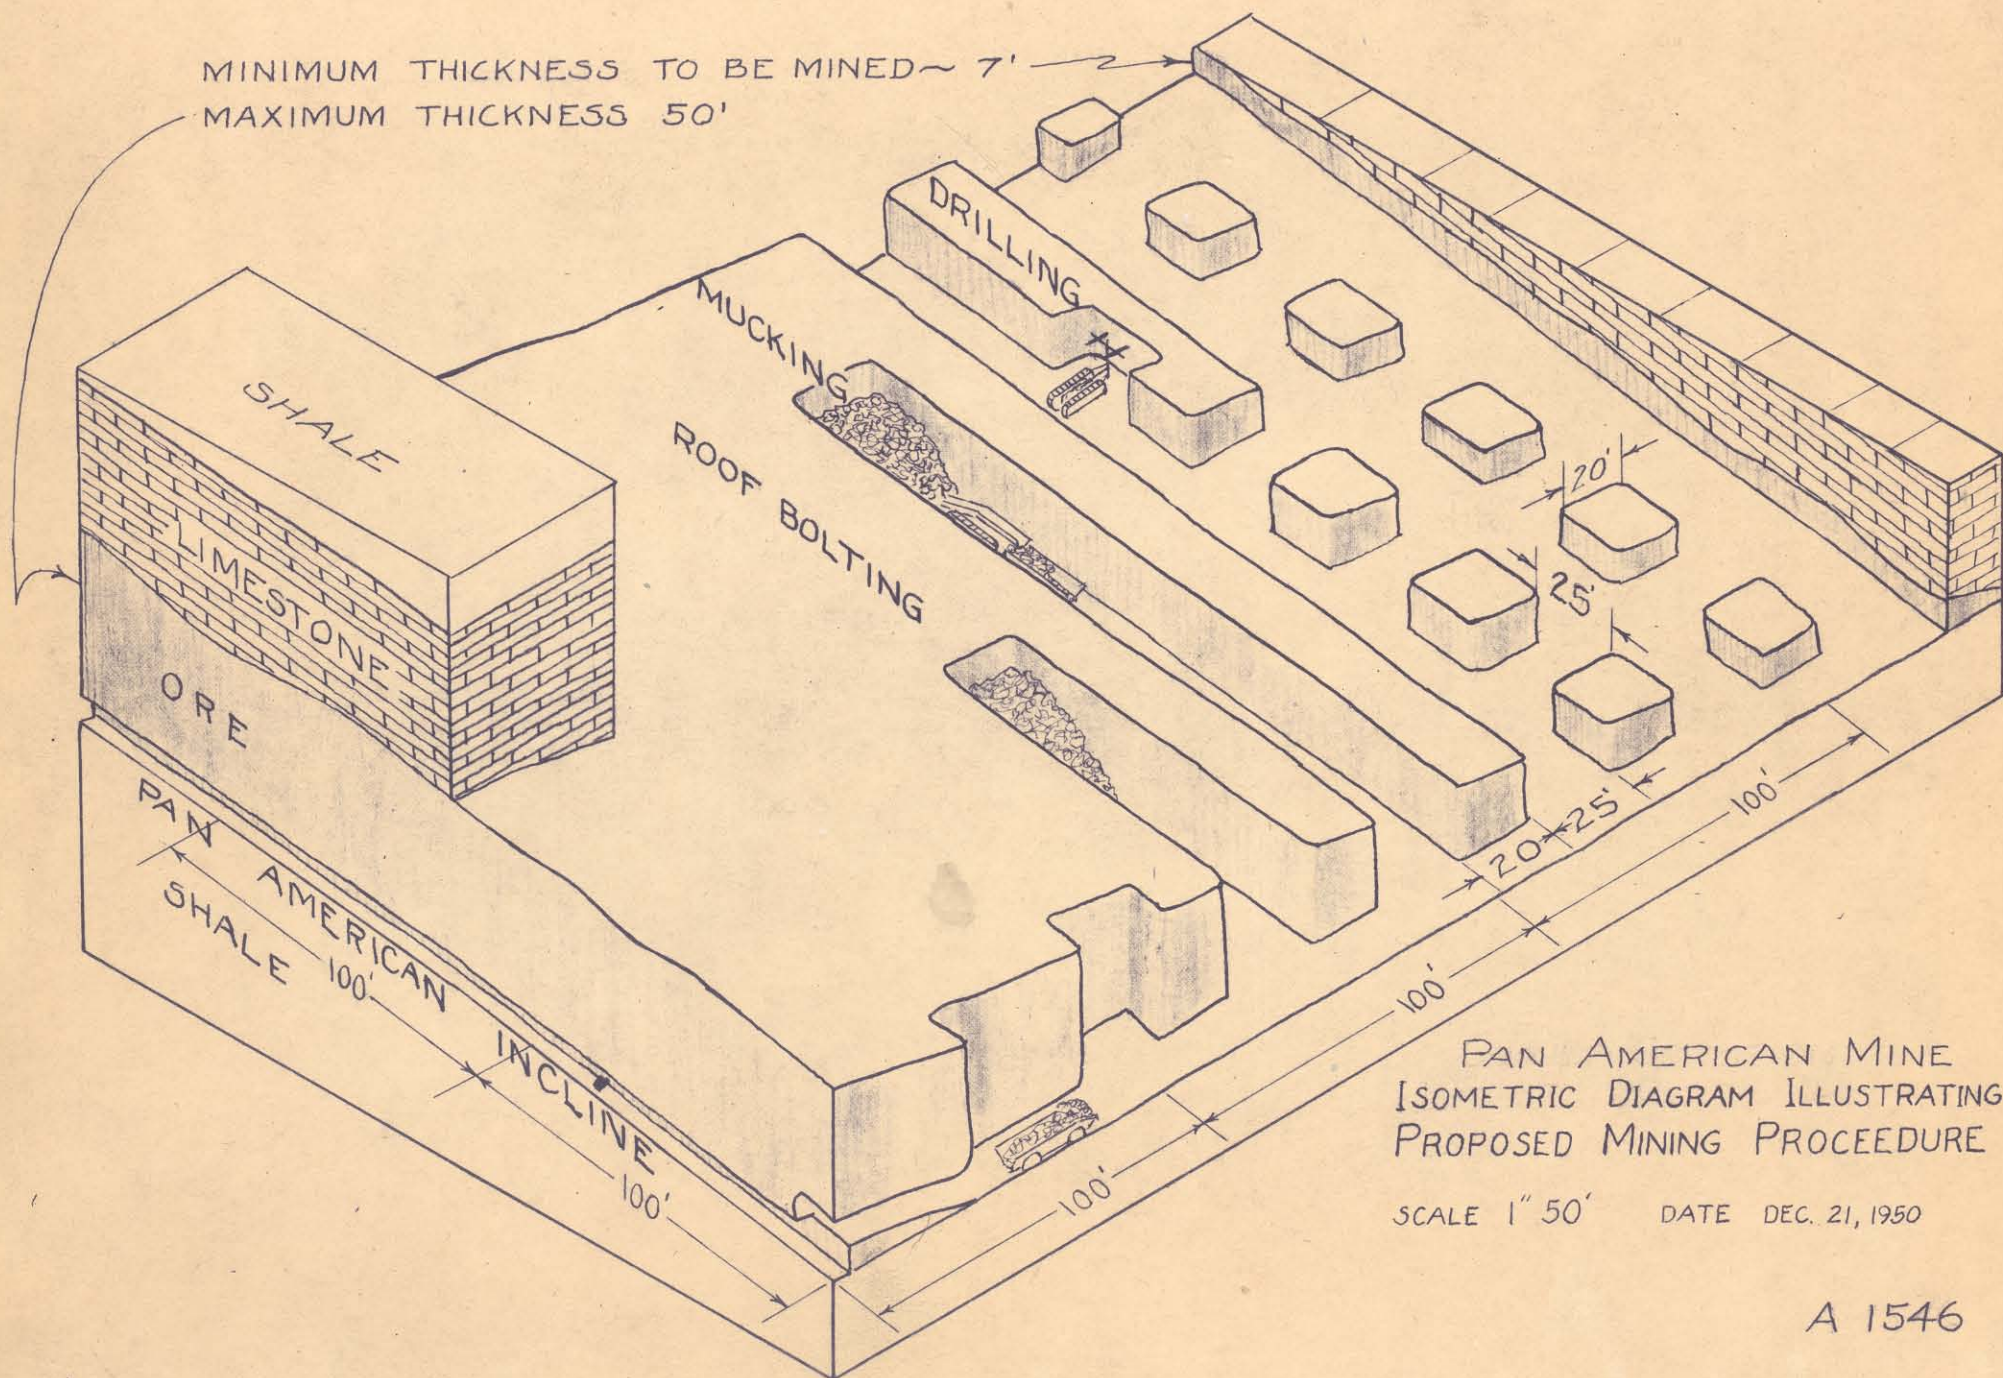 MINIMUM THICKNESS TO BE MINED~ 7'
MAXIMUM THICKNESS 50'
DRILLING
MUCKING
ROOF BOLTING
SHALE
LIMESTONE
ORE
PAN AMERICAN INCLINE
SHALE
100'
100'
20'
25'
20 25'
100'
100'
100'
PAN AMERICAN MINE
ISOMETRIC DIAGRAM ILLUSTRATING
PROPOSED MINING PROCEEDURE
SCALE 1" 50' DATE DEC. 21, 1950
A 1546